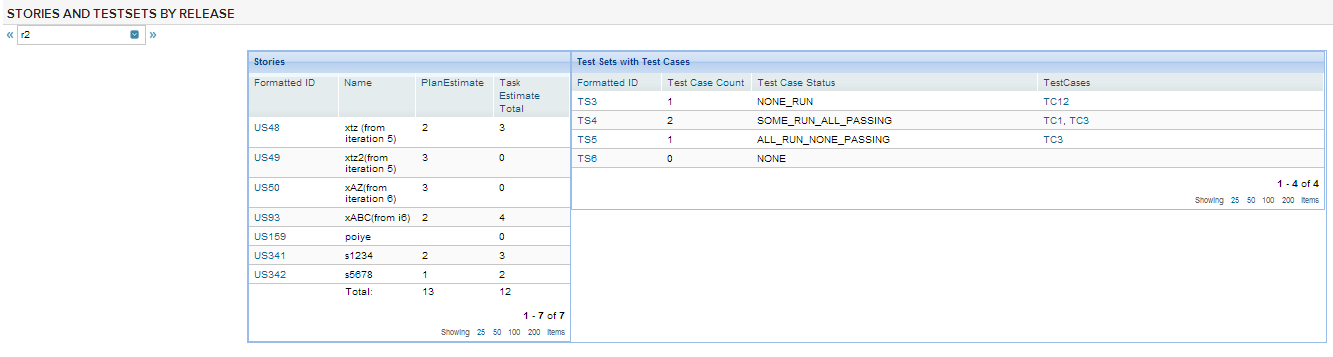 STORIES AND TESTSETS BY RELEASE
« r2 »
Stories
Formatted ID Name PlanEstimate Task
Estimate
Total
US48 xtz (from 2 3
iteration 5)
US49 xtz2(from 3 0
iteration 5)
US50 xAZ(from 3 0
iteration 6)
US93 xABC(from i6) 2 4
US159 poiye 0
US341 s1234 2 3
US342 s5678 1 2
Total: 13 12
1 - 7 of 7
Showing 25 50 100 200 items
Test Sets with Test Cases
Formatted ID Test Case Count Test Case Status TestCases
TS3 1 NONE_RUN TC12
TS4 2 SOME_RUN_ALL_PASSING TC1, TC3
TS5 1 ALL_RUN_NONE_PASSING TC3
TS6 0 NONE
1 - 4 of 4
Showing 25 50 100 200 items